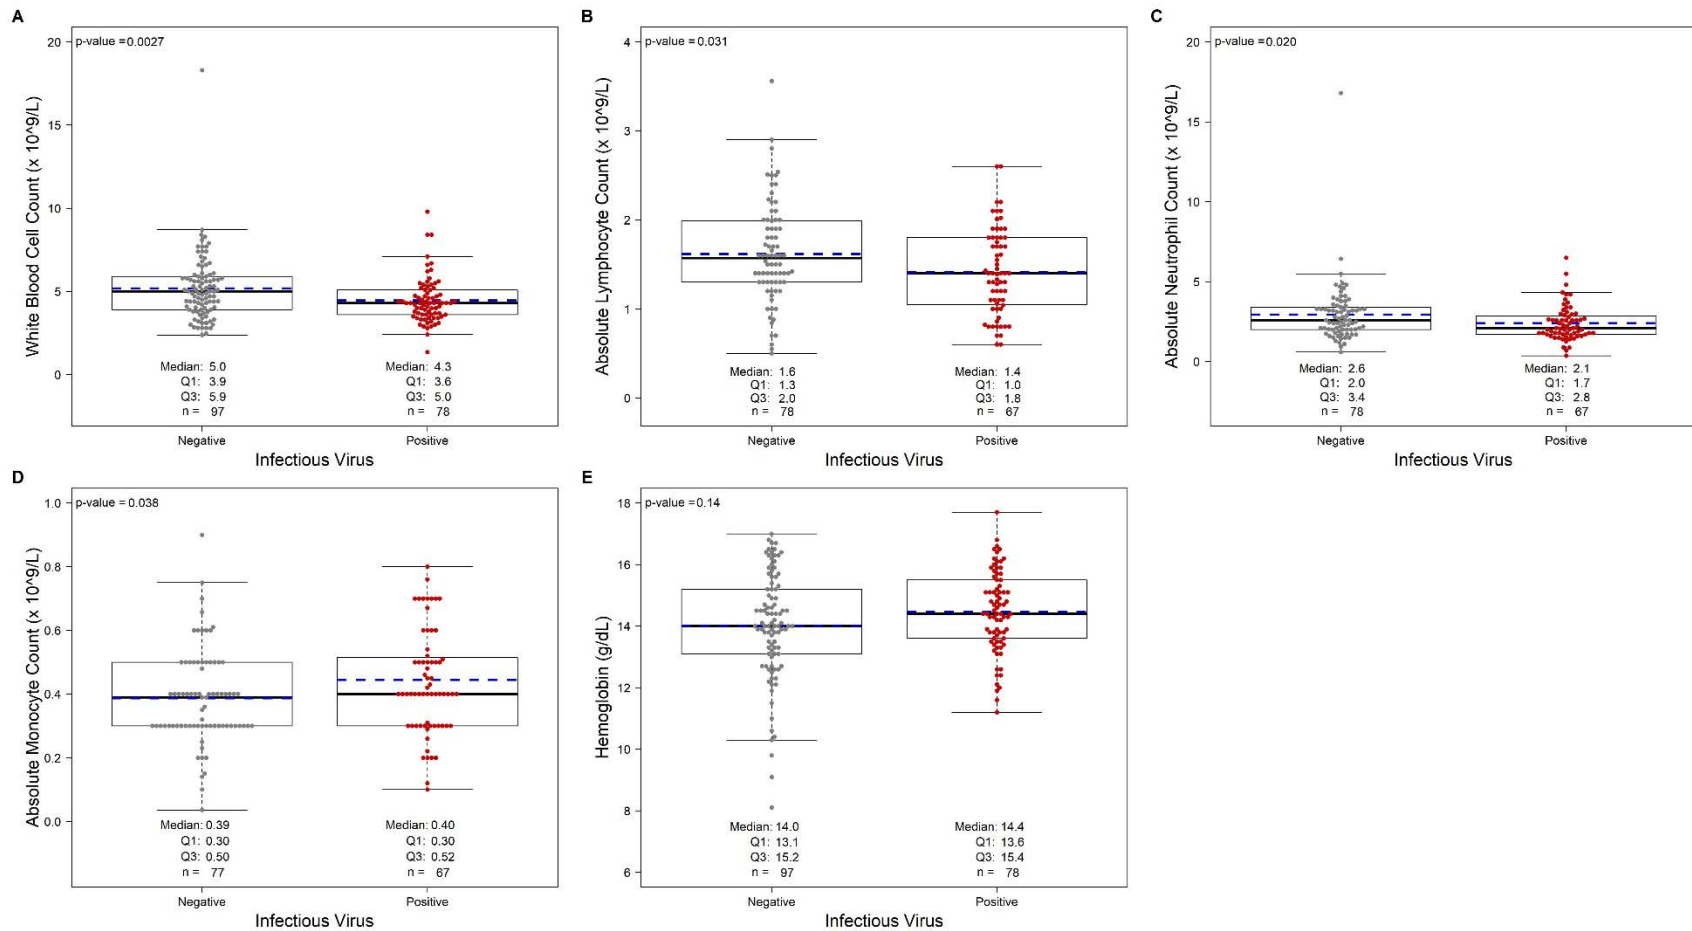 A
p-value = 0.0027
White Blood Cell Count (x 10^9/L)
20
15
10
5
0
Median: 5.0
Q1: 3.9
Q3: 5.9
n = 97
Median: 4.3
Q1: 3.6
Q3: 5.0
n = 78
Negative
Positive
Infectious Virus
B
p-value = 0.031
Absolute Lymphocyte Count (x 10^9/L)
4
3
2
1
0
Median: 1.6
Q1: 1.3
Q3: 2.0
n = 78
Median: 1.4
Q1: 1.0
Q3: 1.8
n = 67
Negative
Positive
Infectious Virus
C
p-value = 0.020
Absolute Neutrophil Count (x 10^9/L)
20
15
10
5
0
Median: 2.6
Q1: 2.0
Q3: 3.4
n = 78
Median: 2.1
Q1: 1.7
Q3: 2.8
n = 67
Negative
Positive
Infectious Virus
D
p-value = 0.038
Absolute Monocyte Count (x 10^9/L)
1.0
0.8
0.6
0.4
0.2
0.0
Median: 0.39
Q1: 0.30
Q3: 0.50
n = 77
Median: 0.40
Q1: 0.30
Q3: 0.52
n = 67
Negative
Positive
Infectious Virus
E
p-value = 0.14
Hemoglobin (g/dL)
18
16
14
12
10
8
6
Median: 14.0
Q1: 13.1
Q3: 15.2
n = 97
Median: 14.4
Q1: 13.6
Q3: 15.4
n = 78
Negative
Positive
Infectious Virus